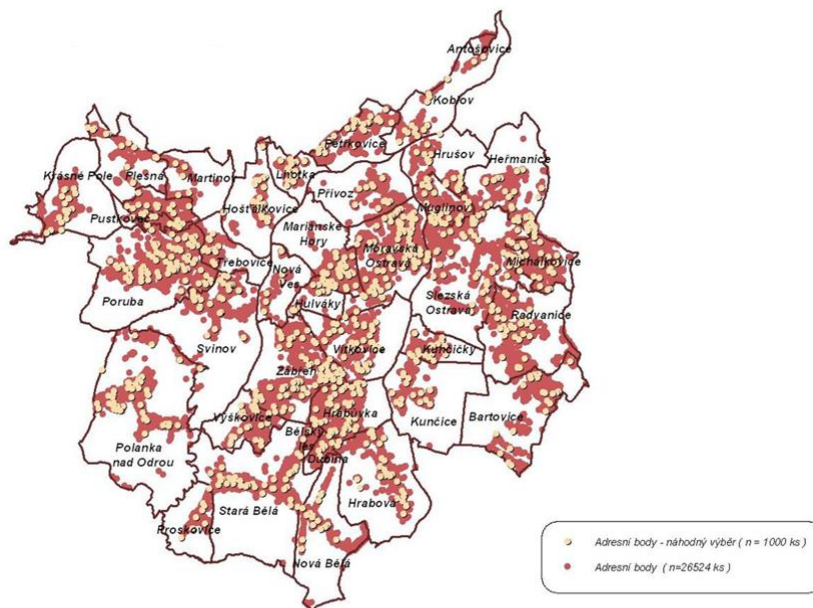 Antošovice
Koblov
Petřkovice
Hrušov
Heřmanice
Lhotka
Krásné Pole
Plesná
Martinov
Přívoz
Hošťálkovice
Muglinov
Pustkovec
Mariánské
Hory
Moravská
Ostrava
Michálkovice
Třebovice
Nová
Ves
Poruba
Hulváky
Slezská
Ostrava
Radvanice
Svinov
Vítkovice
Kunčičky
Zábřeh
Výškovice
Hrabůvka
Kunčice
Bartovice
Bělský
les
Polanka
nad Odrou
Dubina
Hrabová
Stará Bělá
Proskovice
Nová Bělá
Adresní body - náhodný výběr ( n = 1000 ks )
Adresní body ( n=26524 ks )